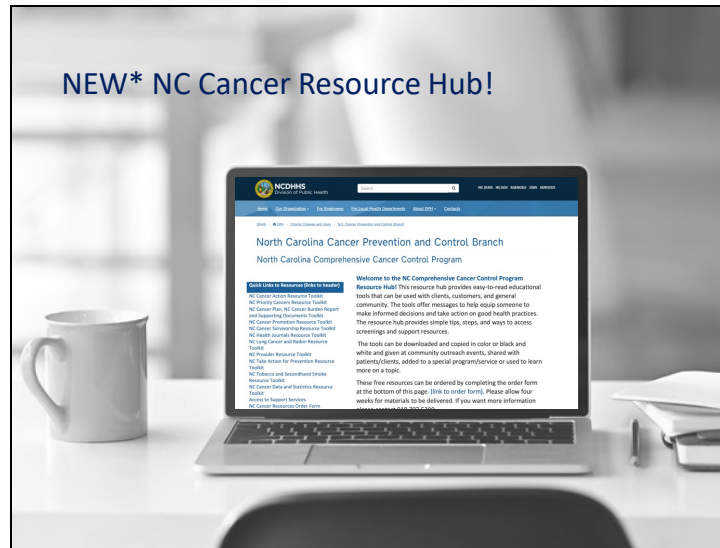 NEW* NC Cancer Resource Hub!
NCDHHS
Division of Public Health
Search
NC DHHS NC.GOV AGENCIES JOBS SERVICES
Home Our Organization For Employees For Local Health Departments About DPH Contacts
Home DPH Chronic Disease and Injury N.C. Cancer Prevention and Control Branch
North Carolina Cancer Prevention and Control Branch
North Carolina Comprehensive Cancer Control Program
Quick Links to Resources (links to header)
NC Cancer Action Resource Toolkit
NC Priority Cancers Resource Toolkit
NC Cancer Plan, NC Cancer Burden Report
and Supporting Documents Toolkit
NC Cancer Promotion Resource Toolkit
NC Cancer Survivorship Resource Toolkit
NC Health Journals Resource Toolkit
NC Lung Cancer and Radon Resource
Toolkit
NC Provider Resource Toolkit
NC Take Action for Prevention Resource
Toolkit
NC Tobacco and Secondhand Smoke
Resource Toolkit
NC Cancer Data and Statistics Resource
Toolkit
Access to Support Services
NC Cancer Resources Order Form
Welcome to the NC Comprehensive Cancer Control Program
Resource Hub! This resource hub provides easy-to-read educational
tools that can be used with clients, customers, and general
community. The tools offer messages to help equip someone to
make informed decisions and take action on good health practices.
The resource hub provides simple tips, steps, and ways to access
screenings and support resources.
The tools can be downloaded and copied in color or black and
white and given at community outreach events, shared with
patients/clients, added to a special program/service or used to learn
more on a topic.
These free resources can be ordered by completing the order form
at the bottom of this page. (link to order form). Please allow four
weeks for materials to be delivered. If you want more information